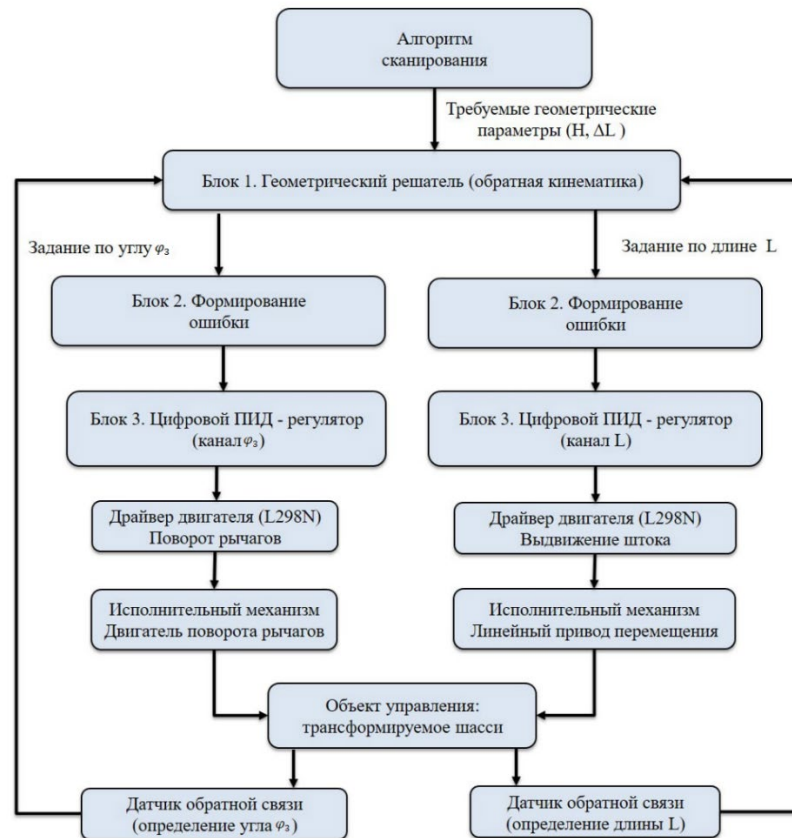 Алгоритм
сканирования
Требуемые геометрические
параметры (H, ΔL )
Блок 1. Геометрический решатель (обратная кинематика)
Задание по углу φ₃
Задание по длине L
Блок 2. Формирование
ошибки
Блок 2. Формирование
ошибки
Блок 3. Цифровой ПИД - регулятор
(канал φ₃)
Блок 3. Цифровой ПИД - регулятор
(канал L)
Драйвер двигателя (L298N)
Поворот рычагов
Драйвер двигателя (L298N)
Выдвижение штока
Исполнительный механизм
Двигатель поворота рычагов
Исполнительный механизм
Линейный привод перемещения
Объект управления:
трансформируемое шасси
Датчик обратной связи
(определение угла φ₃)
Датчик обратной связи
(определение длины L)